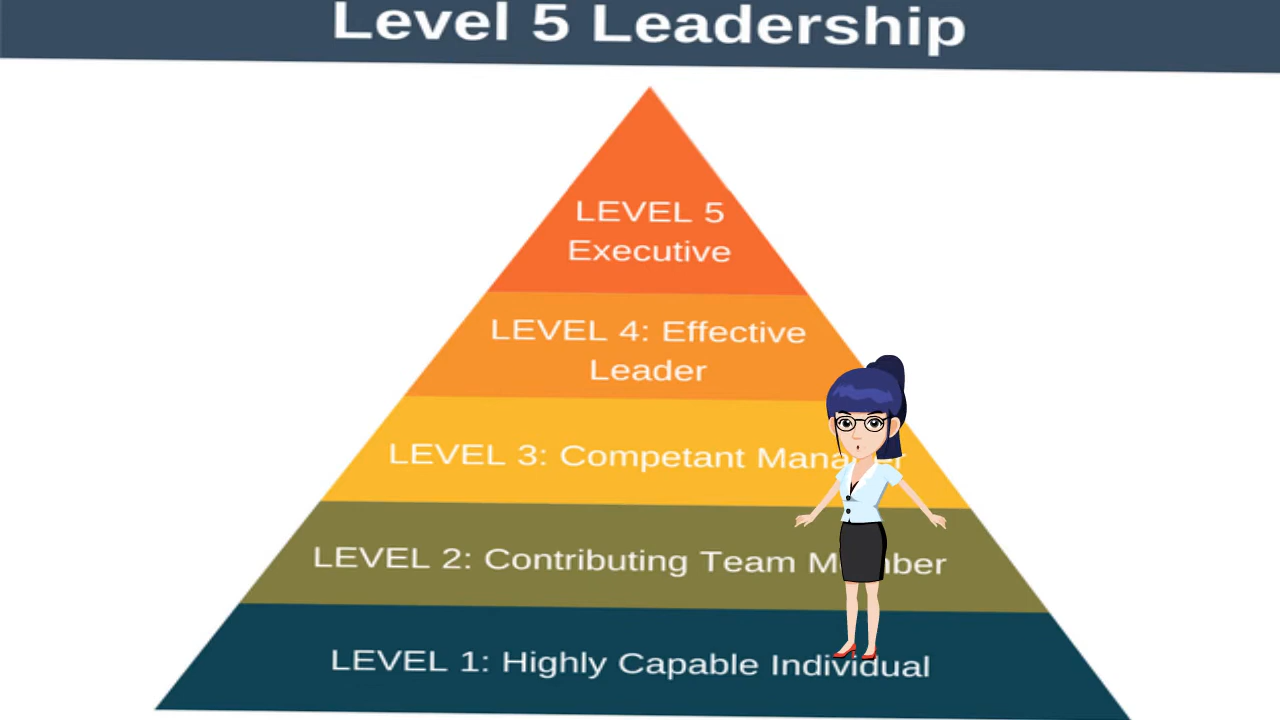 Level 5 Leadership
LEVEL 5
Executive
LEVEL 4: Effective
Leader
LEVEL 3: Competant
LEVEL 2: Contributing Team
LEVEL 1: Highly Capable Individual